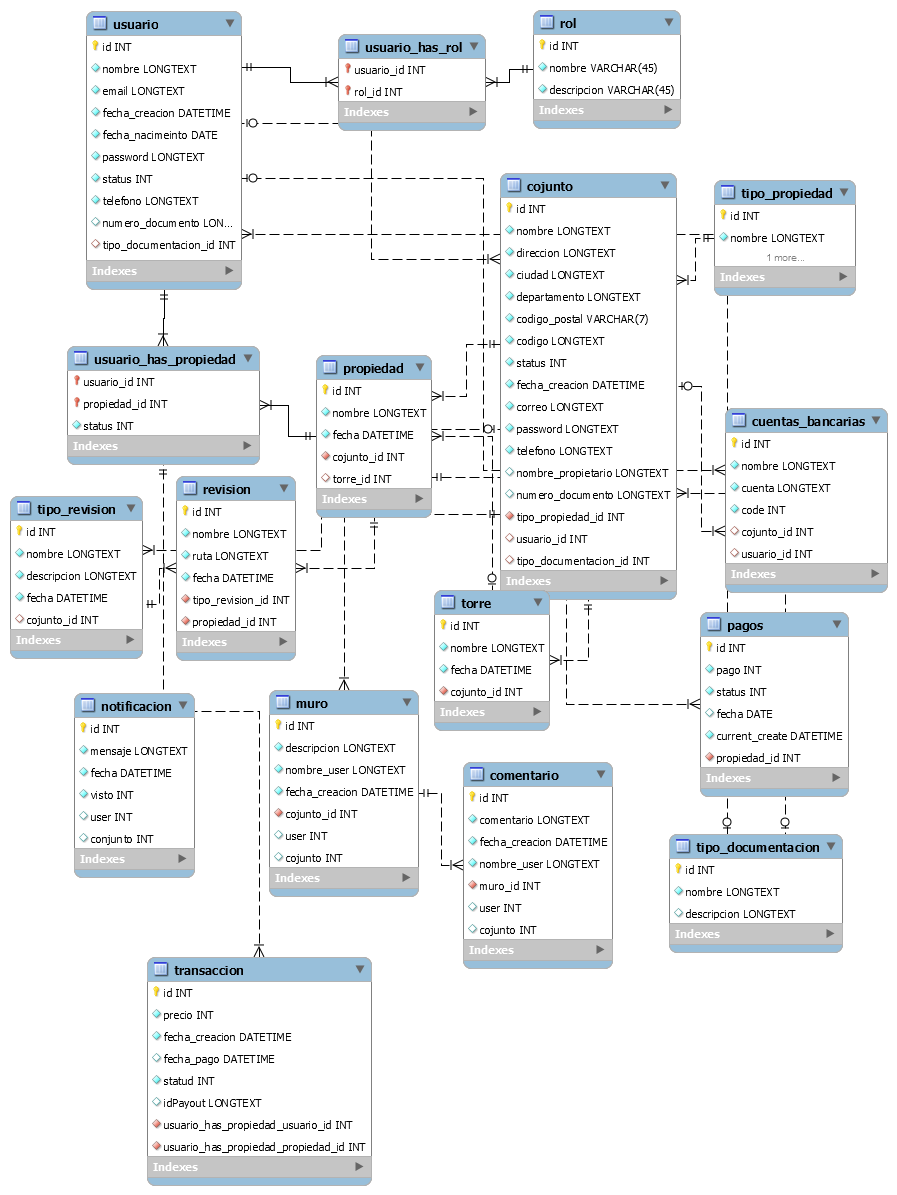 usuario
id INT
nombre LONGTEXT
email LONGTEXT
fecha_creacion DATETIME
fecha_nacimeinto DATE
password LONGTEXT
status INT
telefono LONGTEXT
numero_documento LON...
tipo_documentacion_id INT
Indexes
usuario_has_rol
usuario_id INT
rol_id INT
Indexes
rol
id INT
nombre VARCHAR(45)
descripcion VARCHAR(45)
Indexes
cojunto
id INT
nombre LONGTEXT
direccion LONGTEXT
ciudad LONGTEXT
departamento LONGTEXT
codigo_postal VARCHAR(7)
codigo LONGTEXT
status INT
fecha_creacion DATETIME
correo LONGTEXT
password LONGTEXT
telefono LONGTEXT
nombre_propietario LONGTEXT
numero_documento LONGTEXT
tipo_propiedad_id INT
usuario_id INT
tipo_documentacion_id INT
Indexes
tipo_propiedad
id INT
nombre LONGTEXT
1 more...
Indexes
usuario_has_propiedad
usuario_id INT
propiedad_id INT
status INT
Indexes
propiedad
id INT
nombre LONGTEXT
fecha DATETIME
cojunto_id INT
torre_id INT
Indexes
cuentas_bancarias
id INT
nombre LONGTEXT
cuenta LONGTEXT
code INT
cojunto_id INT
usuario_id INT
Indexes
tipo_revision
id INT
nombre LONGTEXT
descripcion LONGTEXT
fecha DATETIME
cojunto_id INT
Indexes
revision
id INT
nombre LONGTEXT
ruta LONGTEXT
fecha DATETIME
tipo_revision_id INT
propiedad_id INT
Indexes
torre
id INT
nombre LONGTEXT
fecha DATETIME
cojunto_id INT
Indexes
pagos
id INT
pago INT
status INT
fecha DATE
current_create DATETIME
propiedad_id INT
Indexes
notificacion
id INT
mensaje LONGTEXT
fecha DATETIME
visto INT
user INT
conjunto INT
Indexes
muro
id INT
descripcion LONGTEXT
nombre_user LONGTEXT
fecha_creacion DATETIME
cojunto_id INT
user INT
cojunto INT
Indexes
comentario
id INT
comentario LONGTEXT
fecha_creacion DATETIME
nombre_user LONGTEXT
muro_id INT
user INT
cojunto INT
Indexes
tipo_documentacion
id INT
nombre LONGTEXT
descripcion LONGTEXT
Indexes
transaccion
id INT
precio INT
fecha_creacion DATETIME
fecha_pago DATETIME
statud INT
idPayout LONGTEXT
usuario_has_propiedad_usuario_id INT
usuario_has_propiedad_propiedad_id INT
Indexes